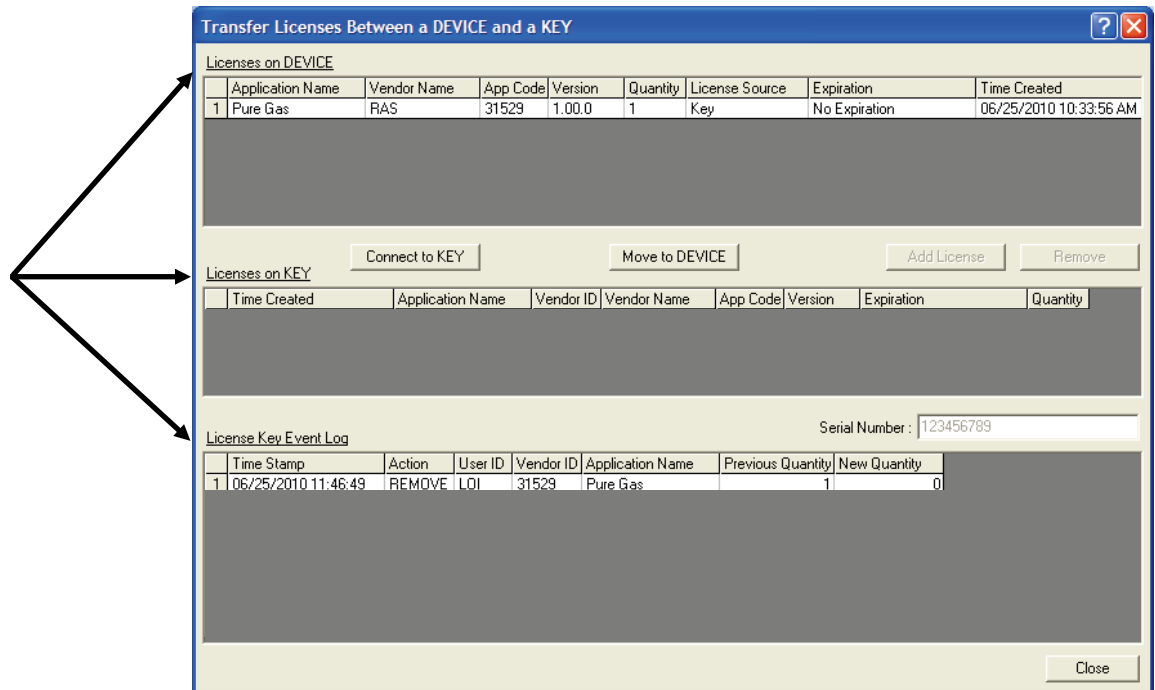 Transfer Licenses Between a DEVICE and a KEY
Licenses on DEVICE
Application Name Vendor Name App Code Version Quantity License Source Expiration Time Created
1 Pure Gas RAS 31529 1.00.0 1 Key No Expiration 06/25/2010 10:33:56 AM
Connect to KEY Move to DEVICE Add License Remove
Licenses on KEY
Time Created Application Name Vendor ID Vendor Name App Code Version Expiration Quantity
Serial Number : 123456789
License Key Event Log
Time Stamp Action User ID Vendor ID Application Name Previous Quantity New Quantity
1 06/25/2010 11:46:49 REMOVE LOI 31529 Pure Gas 1 0
Close